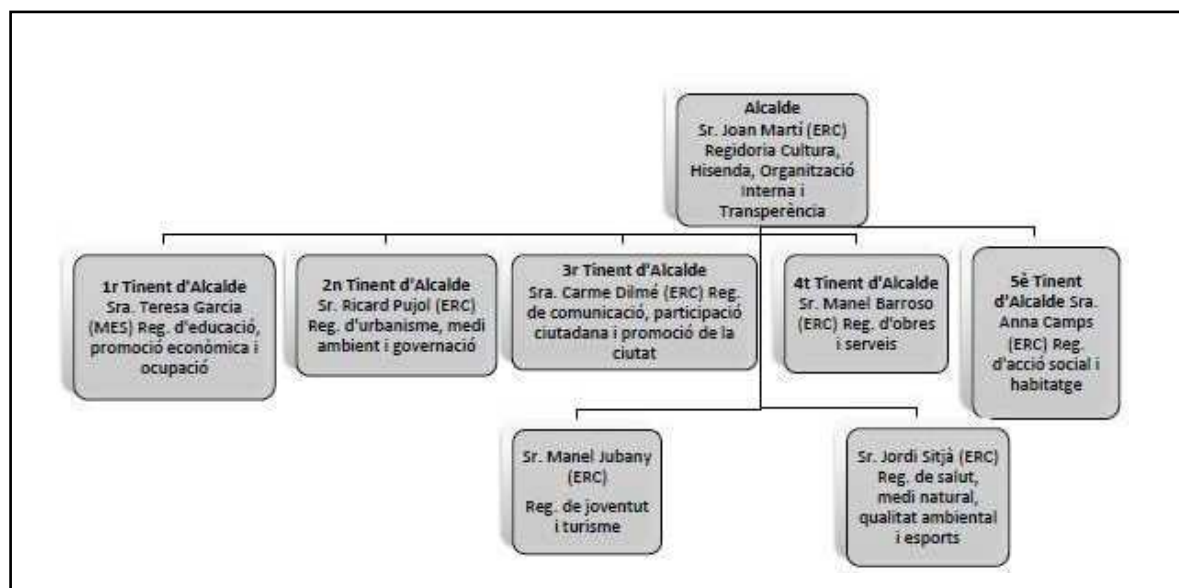 Alcalde
Sr. Joan Martí (ERC)
Regidoria Cultura,
Hisenda, Organització
Interna i
Transperència
1r Tinent d'Alcalde
Sra. Teresa Garcia
(MES) Reg. d'educació,
promoció econòmica i
ocupació
2n Tinent d'Alcalde
Sr. Ricard Pujol (ERC)
Reg. d'urbanisme, medi
ambient i governació
3r Tinent d'Alcalde
Sra. Carme Dilmé (ERC) Reg.
de comunicació, participació
ciutadana i promoció de la
ciutat
4t Tinent d'Alcalde
Sr. Manel Barroso
(ERC) Reg. d'obres
i serveis
5è Tinent
d'Alcalde Sra.
Anna Camps
(ERC) Reg.
d'acció social i
habitatge
Sr. Manel Jubany
(ERC)
Reg. de joventut
i turisme
Sr. Jordi Sitjà (ERC)
Reg. de salut,
medi natural,
qualitat ambiental
i esports